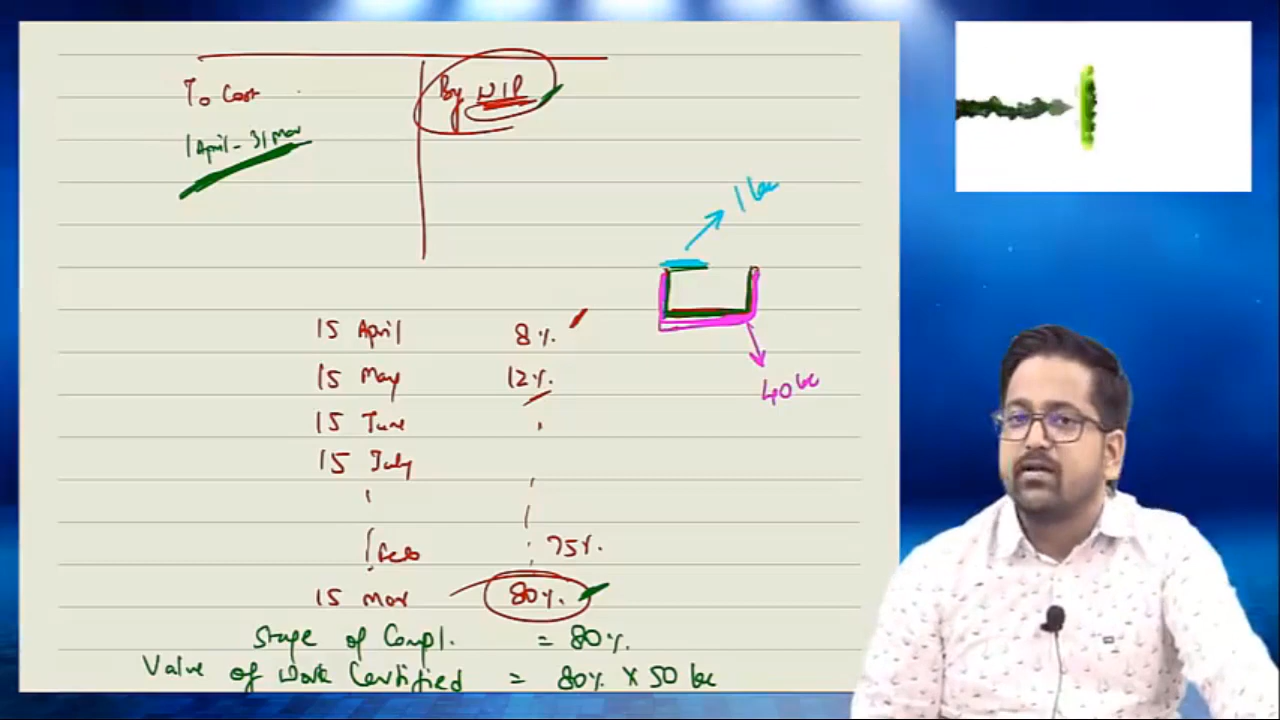 To Cost By WIP
1 April - 31 Mar
1 lac
15 April 8%.
15 May 12%.
40 lac
15 June
15 July
Feb 75%.
15 Mar 80%.
Stage of Compl. = 80%.
Value of Work Certified = 80% x 50 lac